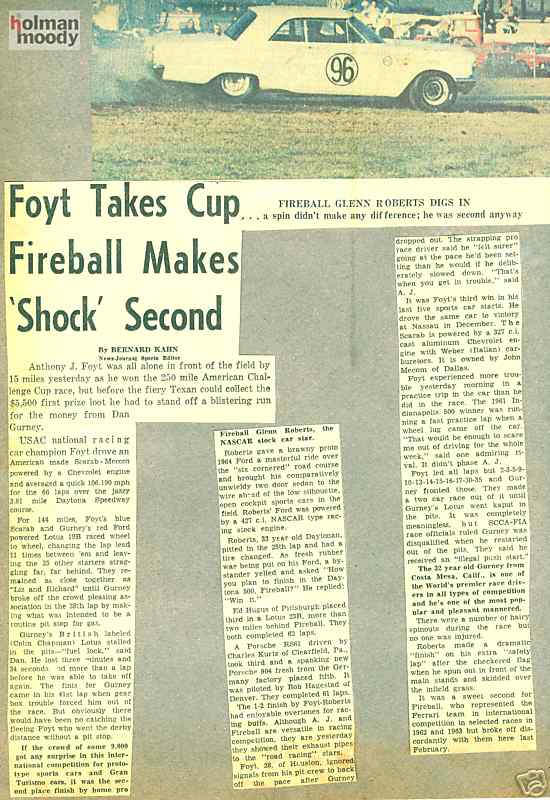 holman
moody
96
FIREBALL GLENN ROBERTS DIGS IN
. . . a spin didn't make any difference; he was second anyway
Foyt Takes Cup
Fireball Makes
'Shock' Second
By BERNARD KAHN
News-Journal Sports Editor
Anthony J. Foyt was all alone in front of the field by
15 miles yesterday as he won the 250 mile American Chal-
lenge Cup race, but before the fiery Texan could collect the
$5,500 first prize loot he had to stand off a blistering run
for the money from Dan
Gurney.
USAC national racing
car champion Foyt drove an
American made Scarab-Mecom
powered by a Chevrolet engine
and averaged a quick 106.190 mph
for the 66 laps over the jazzy
3.81 mile Daytona Speedway
course.
For 144 miles, Foyt's blue
Scarab and Gurney's red Ford
powered Lotus 19B raced wheel
to wheel, changing the lap lead
11 times between 'em and leav-
ing the 25 other starters strag-
gling far, far behind. They re-
mained as close together as
"Liz and Richard" until Gurney
broke off the crowd pleasing as-
sociation in the 38th lap by mak-
ing what was intended to be a
routine pit stop for gas.
Gurney's British labeled
(Colin Chapman) Lotus stalled
in the pits—"fuel lock," said
Dan. He lost three minutes and
34 seconds and more than a lap
before he was able to take off
again. The finis for Gurney
came in his 61st lap when gear
box trouble forced him out of
the race. But obviously there
would have been no catching the
fleeing Foyt who went the derby
distance without a pit stop.
If the crowd of some 9,000
got any surprise in this inter-
national competition for proto-
type sports cars and Gran
Turismo cars, it was the sec-
ond place finish by home pro
Fireball Glenn Roberts, the
NASCAR stock car star.
Roberts gave a brawny proto
1964 Ford a masterful ride over
the "six cornered" road course
and brought his comparatively
unwieldy two door sedan to the
wire ahead of the low silhouette,
open cockpit sports cars in the
field. Roberts' Ford was powered
by a 427 c.i. NASCAR type rac-
ing stock engine.
Roberts, 33 year old Daytonan,
pitted in the 25th lap and had a
tire changed. As fresh rubber
was being put on his Ford, a by-
stander yelled and asked "How
you plan to finish in the Day-
tona 500, Fireball?" He replied:
"Win it."
Ed Hugus of Pittsburgh placed
third in a Lotus 23B, more than
two miles behind Fireball. They
both completed 62 laps.
A Porsche RS61 driven by
Charles Kurtz of Clearfield, Pa.,
took third and a spanking new
Porsche 904 fresh from the Ger-
many factory placed fifth. It
was piloted by Bob Hagestad of
Denver. They completed 61 laps.
The 1-2 finish by Foyt-Roberts
had enjoyable overtones for rac-
ing buffs. Although A. J. and
Fireball are versatile in racing
competition, they are yesterday
they showed their exhaust pipes
to the "road racing" stars.
Foyt, 28, of Houston, ignored
signals from his pit crew to back
off the pace after Gurney
dropped out. The strapping pro
race driver said he "felt surer"
going at the pace he'd been set-
ting than he would if he delib-
erately slowed down. "That's
when you get in trouble," said
A. J.
It was Foyt's third win in his
last five sports car starts. He
drove the same car to victory
at Nassau in December. The
Scarab is powered by a 327 c.i.
cast aluminum Chevrolet en-
gine with Weber (Italian) car-
buretors. It is owned by John
Mecom of Dallas.
Foyt experienced more trou-
ble yesterday morning in a
practice trip in the car than he
did in the race. The 1961 In-
dianapolis 500 winner was run-
ning a fast practice lap when a
wheel lug came off the car.
"That would be enough to scare
me out of driving for the whole
week," said one admiring ri-
val. It didn't phase A. J.
Foyt led all laps but 2-3-5-9-
10-13-14-15-16-17-30-35 and Gur-
ney fronted those. They made
a two car race out of it until
Gurney's Lotus went kaput in
the pits. It was completely
meaningless, but SCCA-FIA
race officials ruled Gurney was
disqualified when he restarted
out of the pits. They said he
received an "illegal push start."
The 32 year old Gurney from
Costa Mesa, Calif., is one of
the World's premier race driv-
ers in all types of competition
and he's one of the most pop-
ular and pleasant mannered.
There were a number of hairy
spinouts during the race but
no one was injured.
Roberts made a dramatic
"finish" on his extra "safety
lap" after the checkered flag
when he spun out in front of the
main stands and skidded over
the infield grass.
It was a sweet second for
Fireball, who represented the
Ferrari team in international
competition in selected races in
1962 and 1963 but broke off dis-
cordantly with them here last
February.